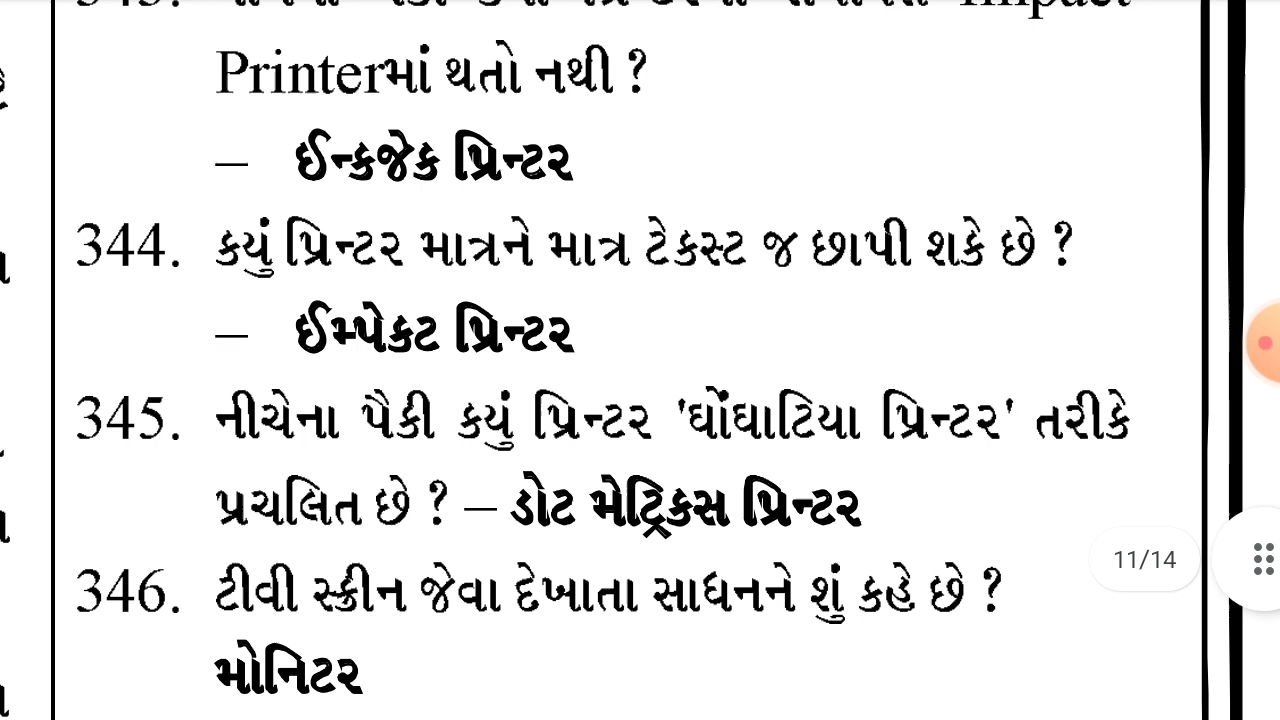 Printerમાં થતો નથી ?
– ઈન્કજેક પ્રિન્ટર
344. કયું પ્રિન્ટર માત્રને માત્ર ટેકસ્ટ જ છાપી શકે છે ?
– ઈમ્પેકટ પ્રિન્ટર
345. નીચેના પૈકી કયું પ્રિન્ટર 'ઘોંઘાટિયા પ્રિન્ટર' તરીકે
પ્રચલિત છે ? – ડોટ મેટ્રિકસ પ્રિન્ટર
346. ટીવી સ્ક્રીન જેવા દેખાતા સાધનને શું કહે છે ?
મોનિટર
11/14